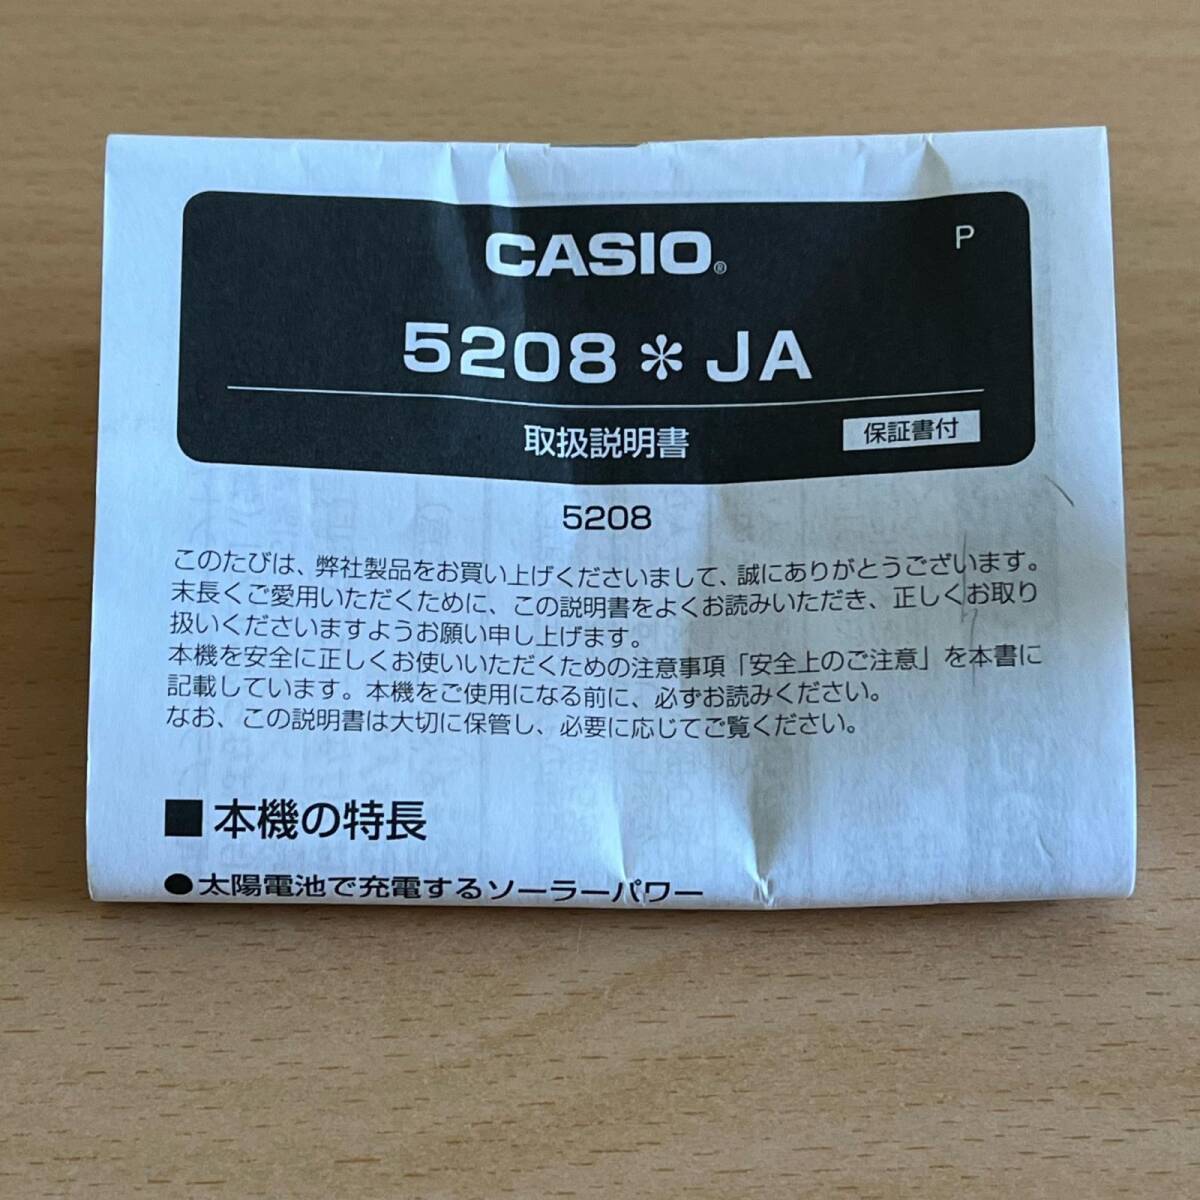 CASIO®
P
5208＊JA
取扱説明書
保証書付
5208
このたびは、弊社製品をお買い上げくださいまして、誠にありがとうございます。
末長くご愛用いただくために、この説明書をよくお読みいただき、正しくお取り
扱いくださいますようお願い申し上げます。
本機を安全に正しくお使いいただくための注意事項「安全上のご注意」を本書に
記載しています。本機をご使用になる前に、必ずお読みください。
なお、この説明書は大切に保管し、必要に応じてご覧ください。
■本機の特長
●太陽電池で充電するソーラーパワー